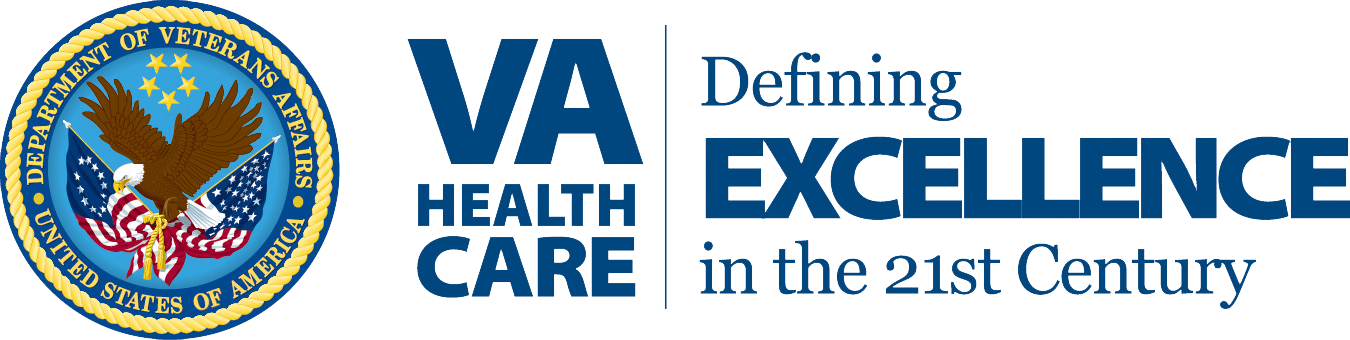 DEPARTMENT OF VETERANS AFFAIRS
UNITED STATES OF AMERICA
VA
HEALTH
CARE
Defining
EXCELLENCE
in the 21st Century